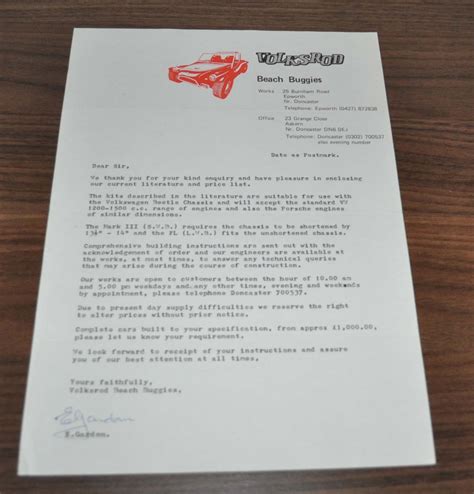 VOLKSROD
Beach Buggies
Works 25 Burnham Road
Epworth
Nr. Doncaster
Telephone: Epworth (0427) 872838
Office 23 Grange Close
Askern
Nr. Doncaster DN6
Telephone: Doncaster (0302) 700537
also evening number
Date as Postmark.
Dear Sir,
We thank you for your kind enquiry and have pleasure in enclosing
our current literature and price list.
The kits described in the literature are suitable for use with
the Volkswagen Beetle Chassis and will accept the standard VW
1200-1500 c.c. range of engines and also the Porsche engines
of similar dimensions.
The Mark III (S.W.B.) requires the chassis to be shortened by
and the FL (L.W.B.) fits the unshortened chassis.
Comprehensive building instructions are sent out with the
acknowledgement of order and our engineers are available at
the works, at most times, to answer any technical queries
that may arise during the course of construction.
Our works are open to customers between the hour of 10.00 am
and 5.00 pm weekdays and any other times, evening and weekends
by appointment, please telephone Doncaster 700537.
Due to present day supply difficulties we reserve the right
to alter prices without prior notice.
Complete cars built to your specification, from approx £1,000.00,
please let us know your requirement.
We look forward to receipt of your instructions and assure
you of our best attention at all times.
Yours faithfully,
Volksrod Beach Buggies.